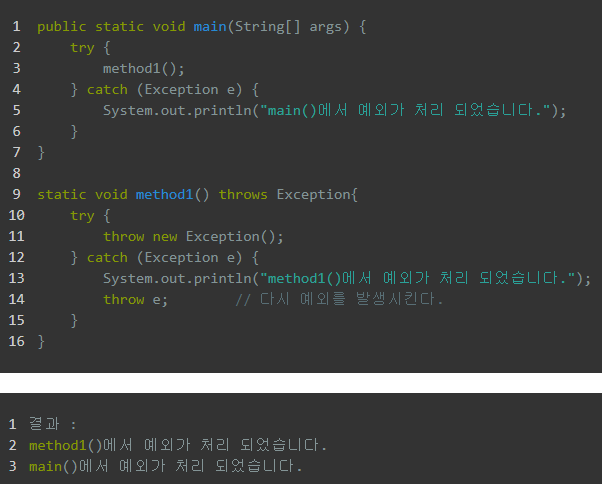 1 public static void main(String[] args) {
2     try {
3         method1();
4     } catch (Exception e) {
5         System.out.println("main()에서 예외가 처리 되었습니다.");
6     }
7 }
8
9 static void method1() throws Exception{
10     try {
11         throw new Exception();
12     } catch (Exception e) {
13         System.out.println("method1()에서 예외가 처리 되었습니다.");
14         throw e;        // 다시 예외를 발생시킨다.
15     }
16 }
1 결과 :
2 method1()에서 예외가 처리 되었습니다.
3 main()에서 예외가 처리 되었습니다.